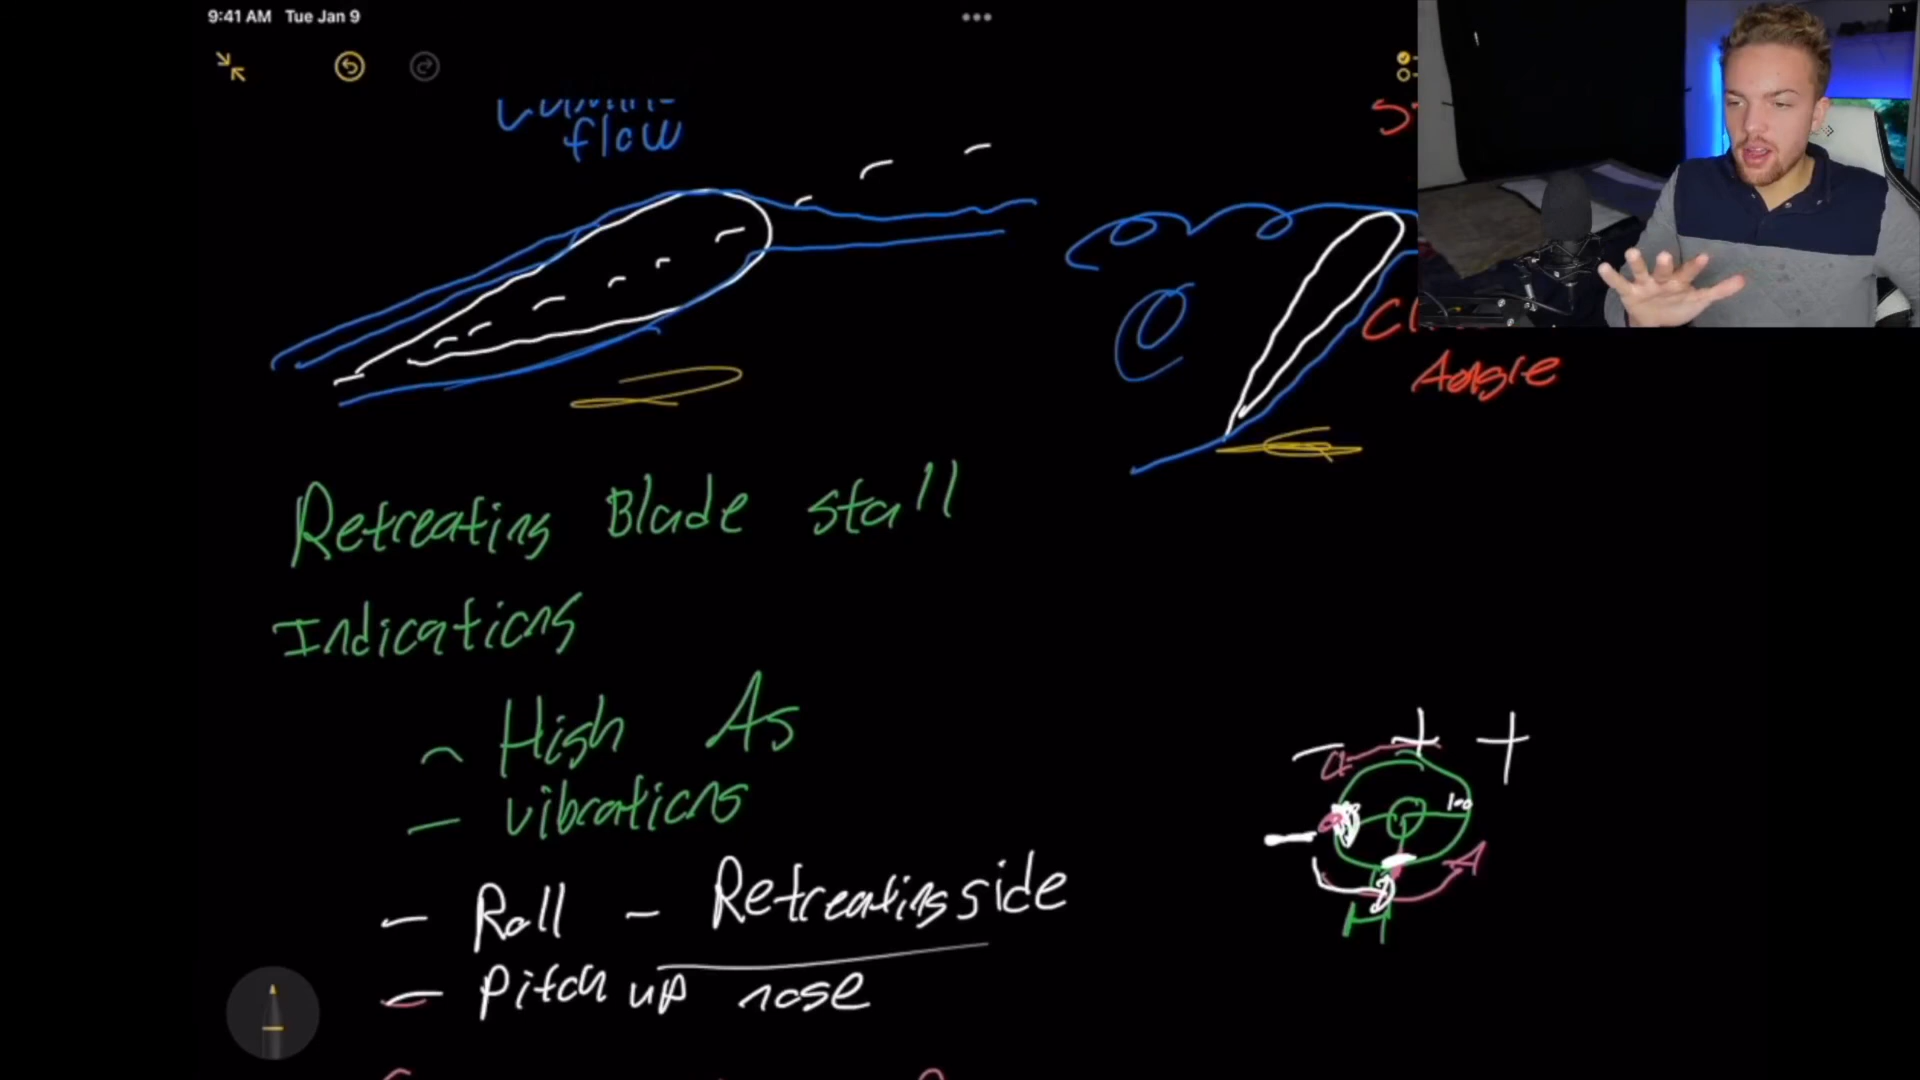 9:41 AM Tue Jan 9
flow
Angle
Retreating Blade stall
Indications
High As
- vibrations
- Roll - Retreating side
- Pitch up nose
- + +
A
H